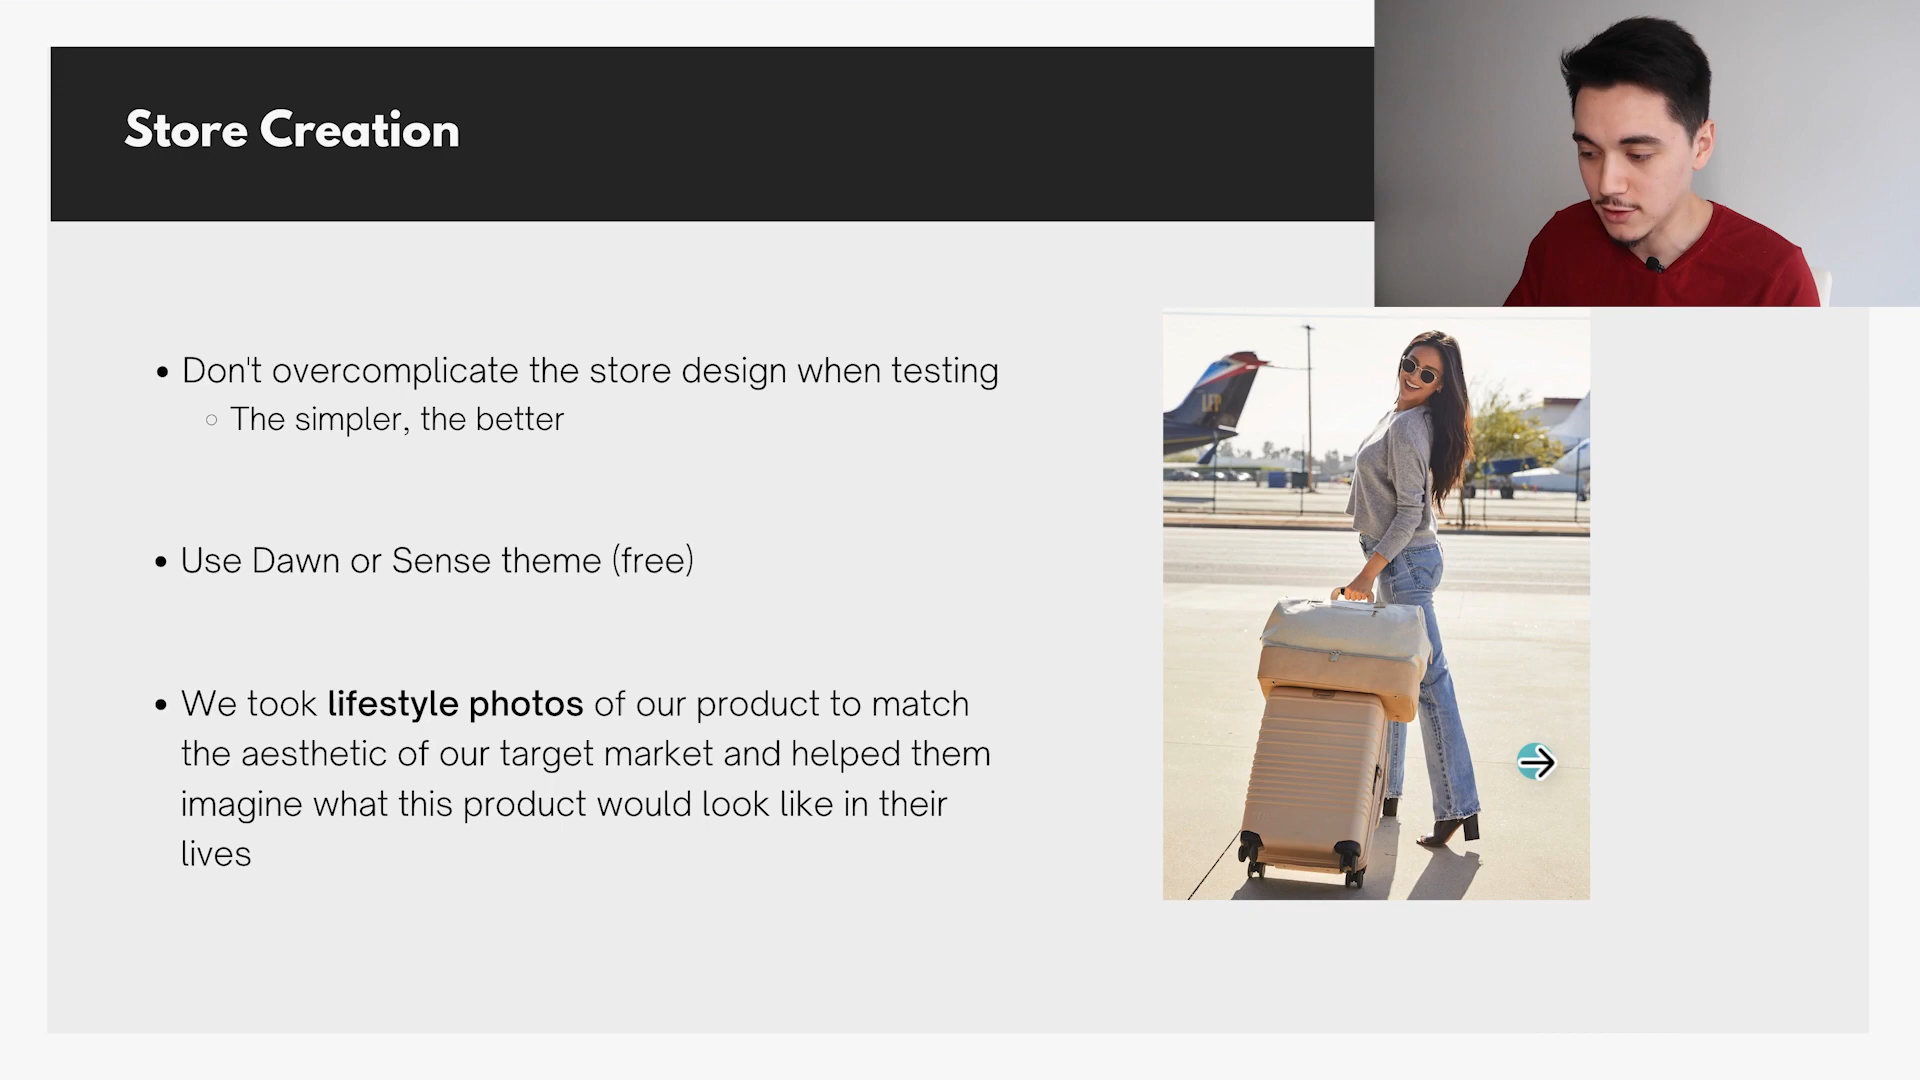 Store Creation
Don't overcomplicate the store design when testing
The simpler, the better
Use Dawn or Sense theme (free)
We took lifestyle photos of our product to match
the aesthetic of our target market and helped them
imagine what this product would look like in their
lives